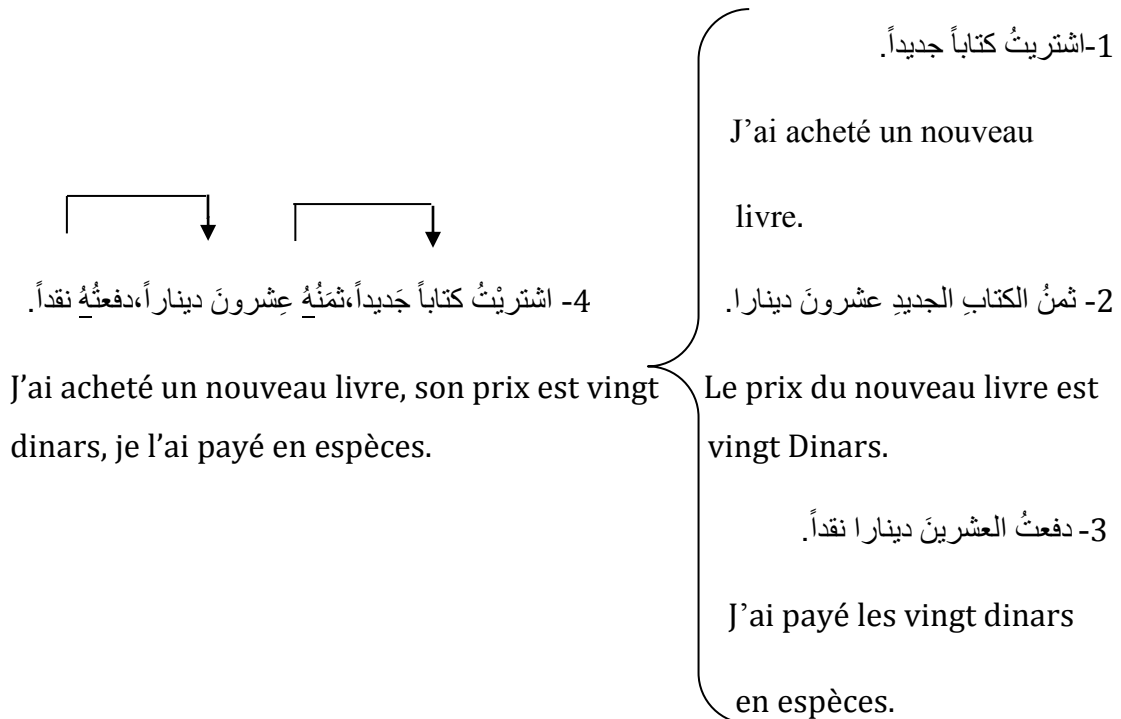 1-اشتريتُ كتاباً جديداً.
J’ai acheté un nouveau
livre.
2- ثمنُ الكتابِ الجديدِ عشرونَ دينارا.
Le prix du nouveau livre est
vingt Dinars.
3- دفعتُ العشرينَ دينارا نقداً.
J’ai payé les vingt dinars
en espèces.
4- اشتريْتُ كتاباً جَديداً،ثمَنُهُ عِشرونَ ديناراً،دفعتُهُ نقداً.
J’ai acheté un nouveau livre, son prix est vingt
dinars, je l’ai payé en espèces.